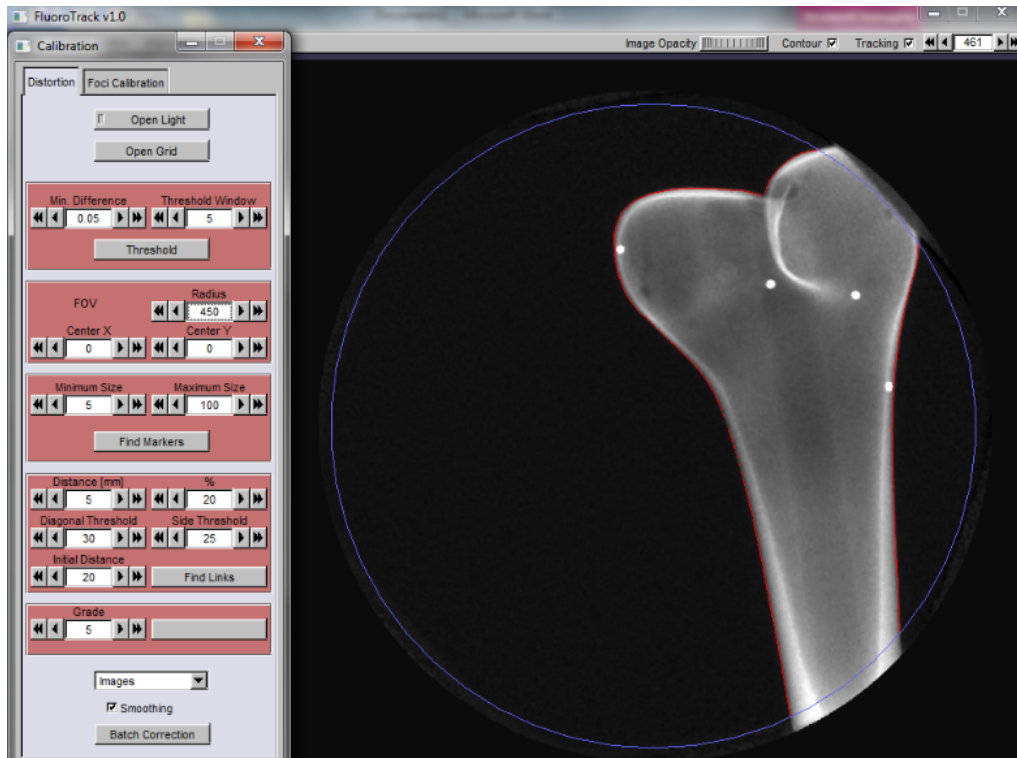 FluoroTrack v1.0
Calibration
Image Opacity Contour Tracking 461
Distortion Foci Calibration
Open Light
Open Grid
Min. Difference Threshold Window
0.05 5
Threshold
FOV Radius
450
Center X Center Y
0 0
Minimum Size Maximum Size
5 100
Find Markers
Distance [mm] %
5 20
Diagonal Threshold Side Threshold
30 25
Initial Distance
20 Find Links
Grade
5
Images
Smoothing
Batch Correction